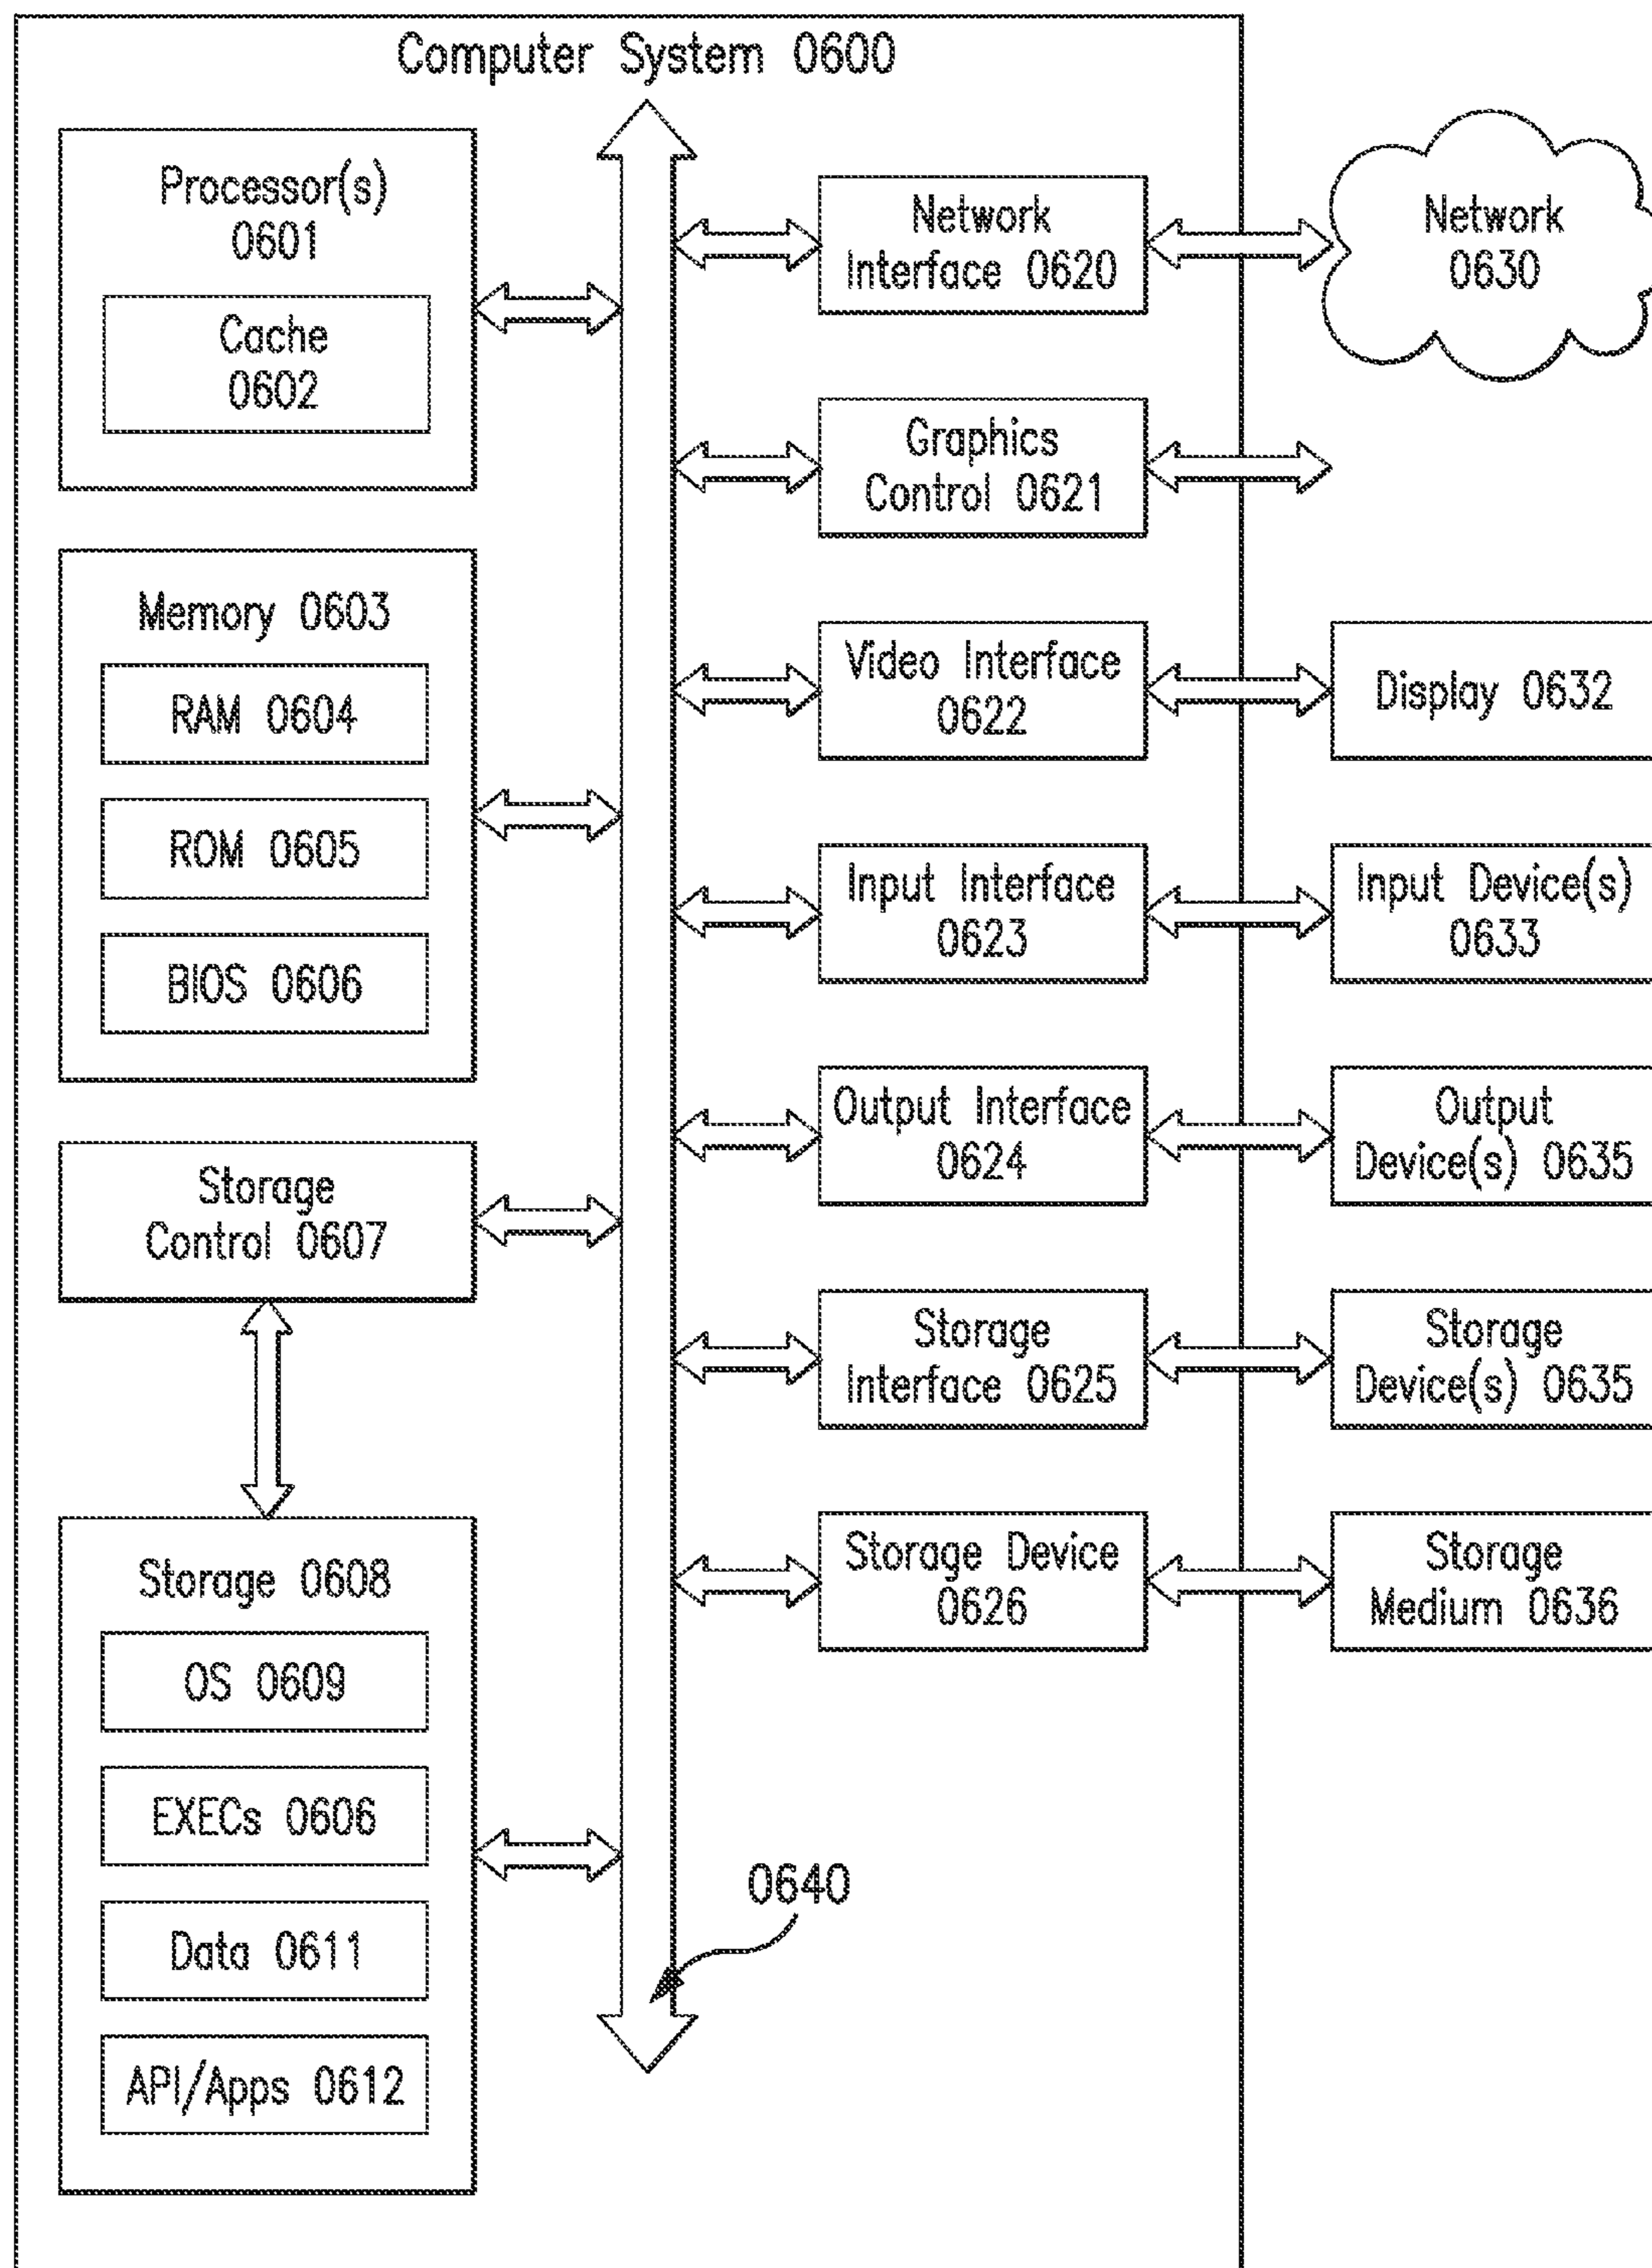 Computer System 0600
Processor(s)
0601
Cache
0602
Memory 0603
RAM 0604
ROM 0605
BIOS 0606
Storage
Control 0607
Storage 0608
OS 0609
EXECs 0606
Data 0611
API/Apps 0612
Network
Interface 0620
Graphics
Control 0621
Video Interface
0622
Input Interface
0623
Output Interface
0624
Storage
Interface 0625
Storage Device
0626
0640
Network
0630
Display 0632
Input Device(s)
0633
Output
Device(s) 0635
Storage
Device(s) 0635
Storage
Medium 0636